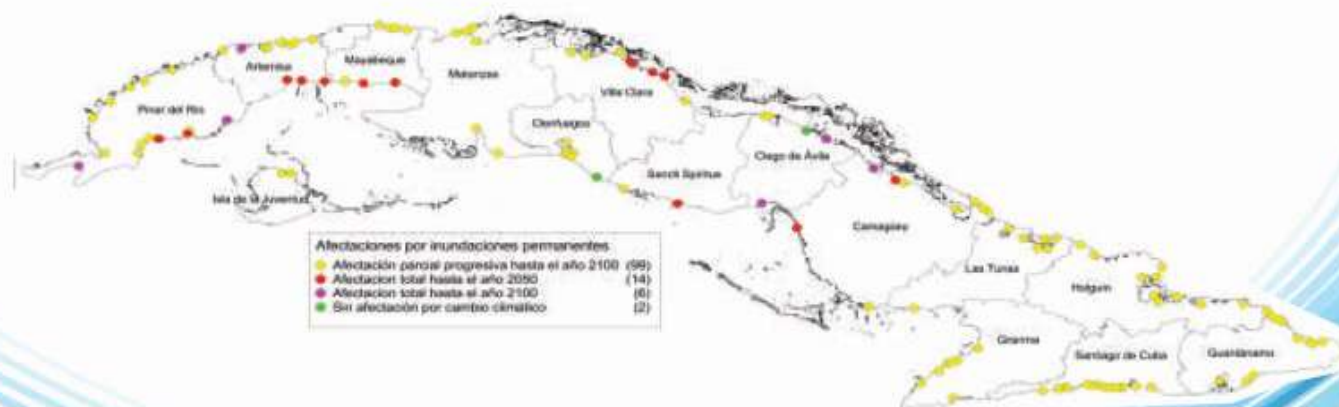 Artemisa
Mayabeque
Matanzas
Villa Clara
Pinar del Río
Cienfuegos
Ciego de Ávila
Sancti Spíritus
Isla de la Juventud
Camagüey
Las Tunas
Holguín
Granma
Santiago de Cuba
Guantánamo
Afectaciones por inundaciones permanentes
Afectación parcial progresiva hasta el año 2100 (99)
Afectacion total hasta el año 2050 (14)
Afectacion total hasta el año 2100 (6)
Sin afectación por cambio climático (2)